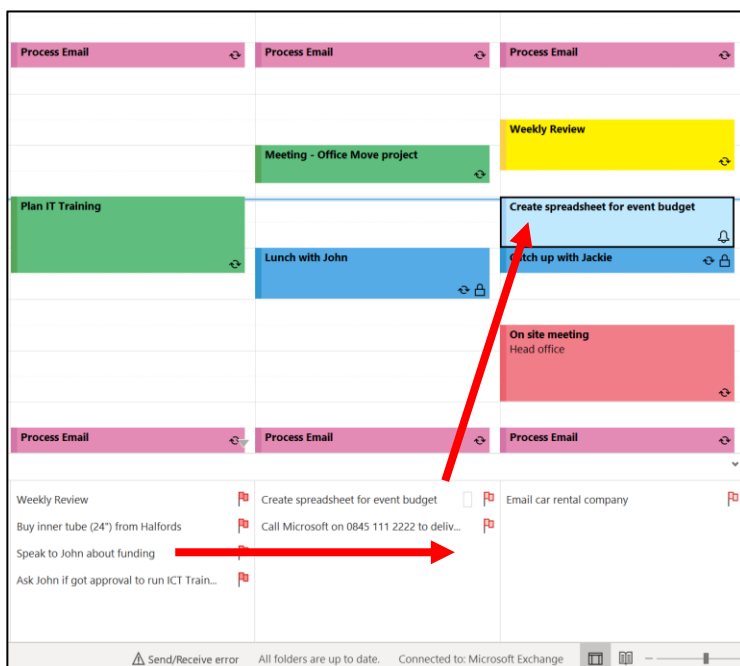 Process Email
Process Email
Process Email
Weekly Review
Meeting - Office Move project
Plan IT Training
Create spreadsheet for event budget
Lunch with John
Catch up with Jackie
On site meeting
Head office
Process Email
Process Email
Process Email
Weekly Review
Create spreadsheet for event budget
Email car rental company
Buy inner tube (24") from Halfords
Call Microsoft on 0845 111 2222 to deliv...
Speak to John about funding
Ask John if got approval to run ICT Train...
Send/Receive error All folders are up to date. Connected to: Microsoft Exchange